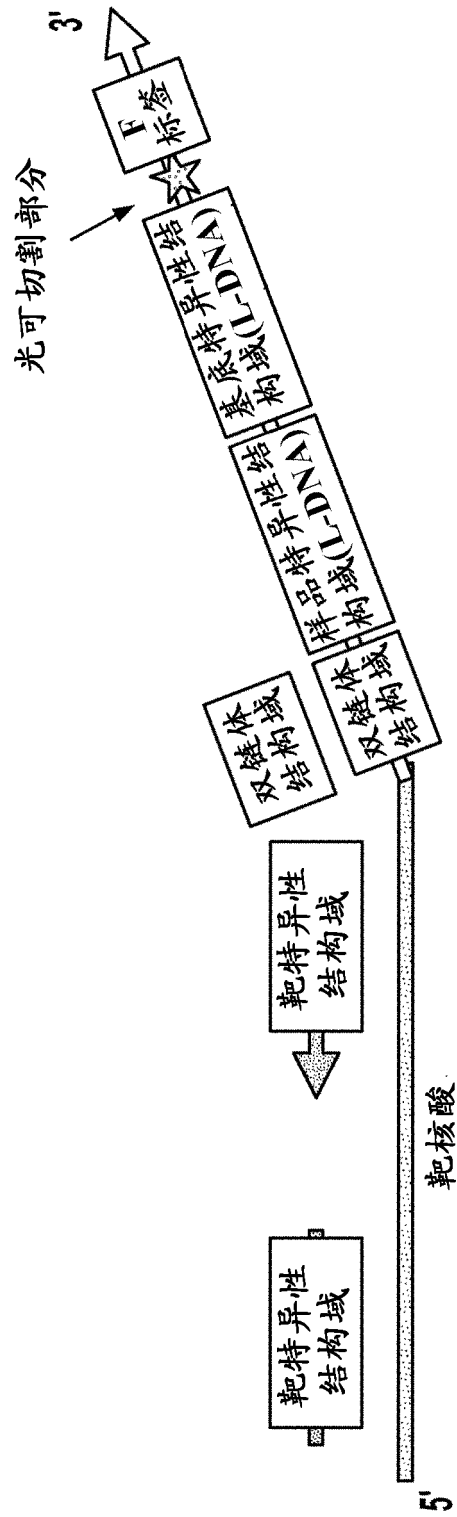 光可切割部分
3'
F
标签
基底特异性结
构域(L-DNA)
样品特异性结
构域(L-DNA)
双链体
结构域
双链体
结构域
靶特异性
结构域
靶特异性
结构域
靶核酸
5'